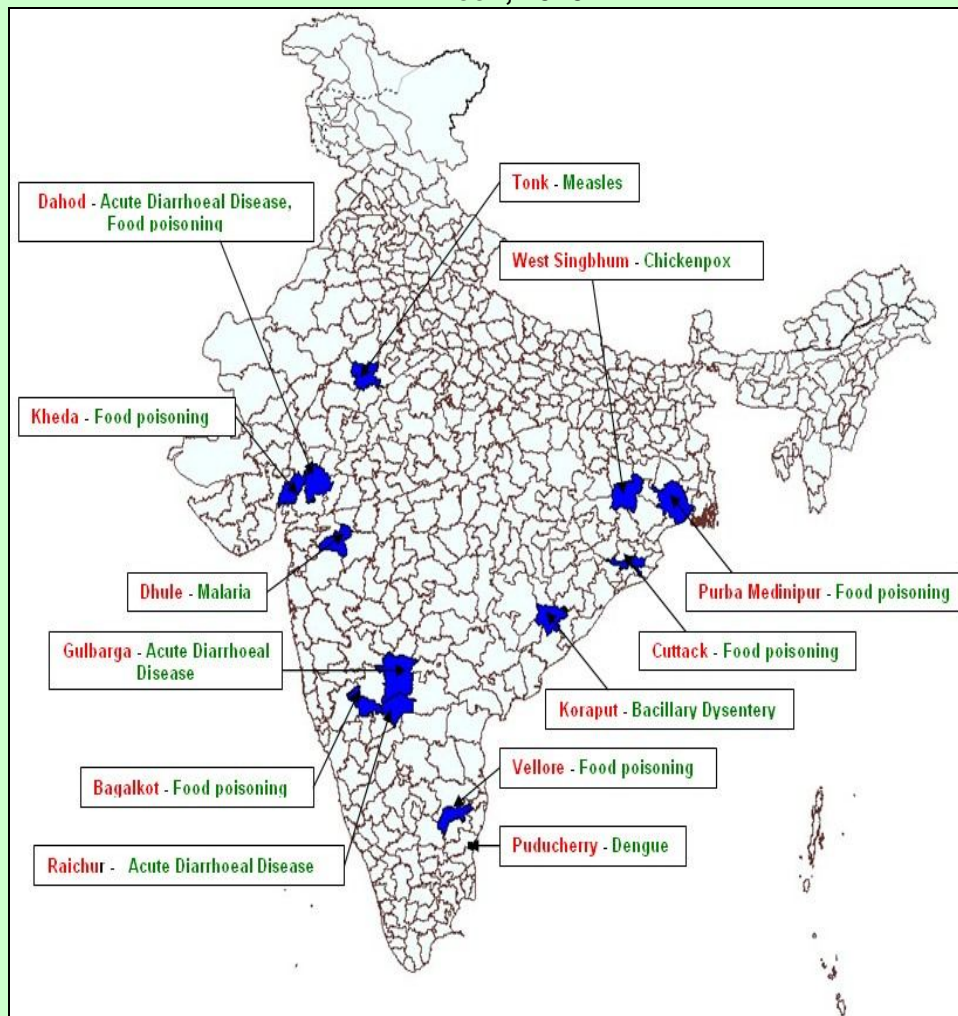 Tonk - Measles
Dahod - Acute Diarrhoeal Disease,
Food poisoning
West Singbhum - Chickenpox
Kheda - Food poisoning
Dhule - Malaria
Purba Medinipur - Food poisoning
Gulbarga - Acute Diarrhoeal
Disease
Cuttack - Food poisoning
Koraput - Bacillary Dysentery
Vellore - Food poisoning
Bagalkot - Food poisoning
Puducherry - Dengue
Raichur - Acute Diarrhoeal Disease